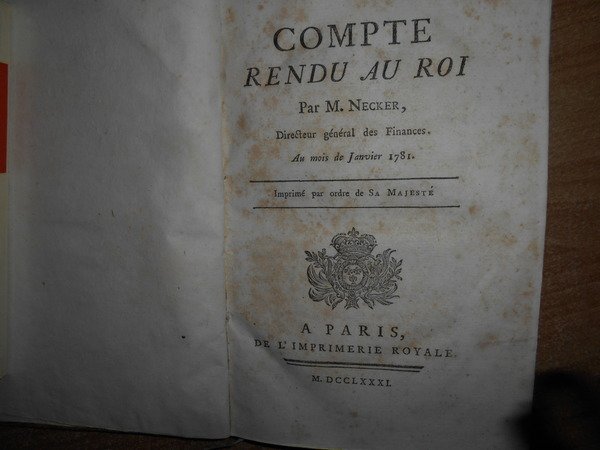 COMPTE
RENDU AU ROI
Par M. NECKER,
Directeur général des Finances.
Au mois de Janvier 1781.
Imprimé par ordre de SA MAJESTÉ
A PARIS,
DE L'IMPRIMERIE ROYALE.
M. DCCLXXXI.